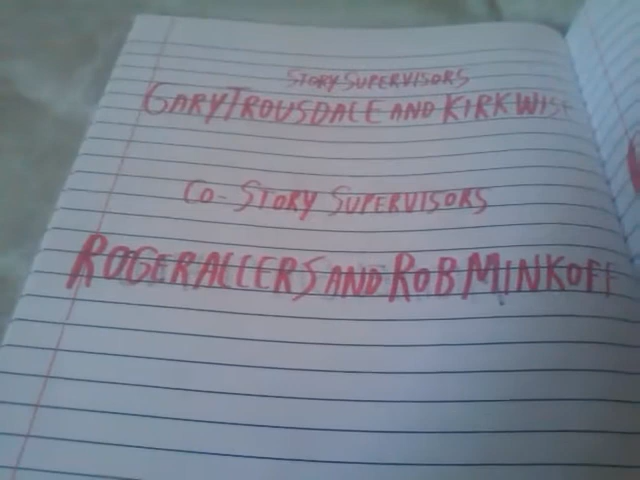 STORY SUPERVISORS
GARY TROUSDALE AND KIRK WISE
CO-STORY SUPERVISORS
ROGER ALLERS AND ROB MINKOFF